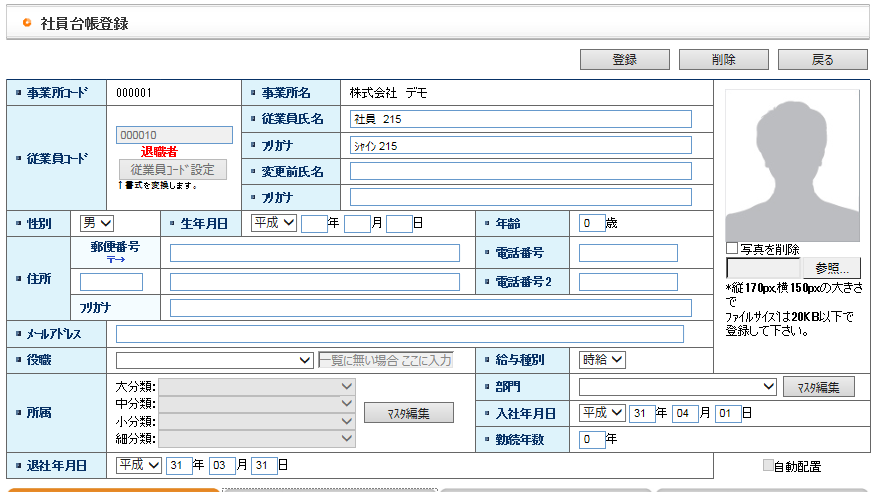 社員台帳登録
登録 削除 戻る
事業所コード 000001 事業所名 株式会社 デモ
従業員コード 000010 従業員氏名 社員 215
退職者
従業員コード設定
↑書式を変換します。
フリガナ シャイン 215
変更前氏名
フリガナ
性別 男 生年月日 平成 年 月 日 年齢 0 歳
住所 郵便番号 電話番号
〒→
電話番号2
フリガナ
写真を削除
参照...
*縦170px,横150pxの大きさ
で
ファイルサイズは20KB以下で
登録して下さい。
メールアドレス
役職 一覧に無い場合 ここに入力 給与種別 時給
所属 大分類:
中分類:
小分類:
細分類:
マスタ編集
部門 マスタ編集
入社年月日 平成 31 年 04 月 01 日
勤続年数 0 年
退社年月日 平成 31 年 03 月 31 日
自動配置